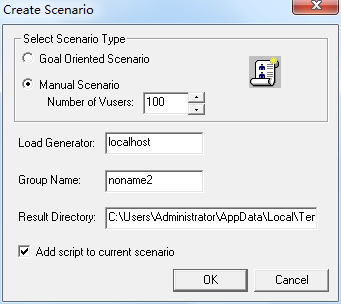 Create Scenario
Select Scenario Type
Goal Oriented Scenario
Manual Scenario
Number of Vusers: 100
Load Generator: localhost
Group Name: noname2
Result Directory: C:\Users\Administrator\AppData\Local\Ter
Add script to current scenario
OK Cancel